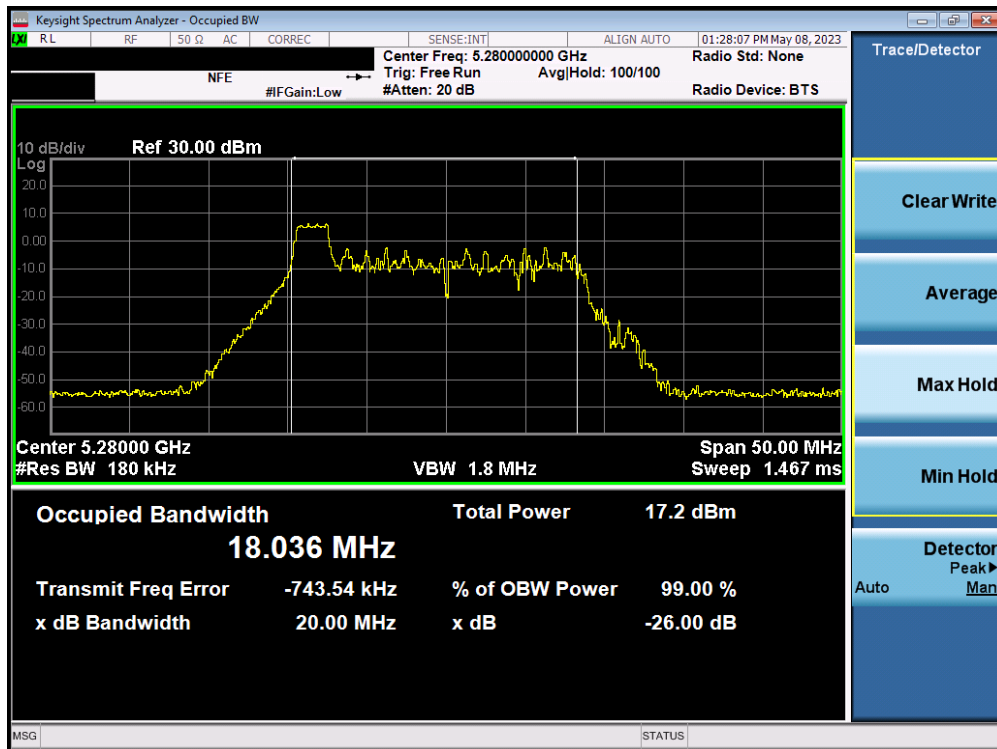 Keysight Spectrum Analyzer - Occupied BW
LXI RL RF 50 Ω AC CORREC SENSE:INT ALIGN AUTO 01:28:07 PM May 08, 2023
Center Freq: 5.280000000 GHz Radio Std: None
NFE Trig: Free Run Avg|Hold: 100/100
#IFGain:Low #Atten: 20 dB Radio Device: BTS
10 dB/div Ref 30.00 dBm
Log
20.0
10.0
0.00
-10.0
-20.0
-30.0
-40.0
-50.0
-60.0
Center 5.28000 GHz Span 50.00 MHz
#Res BW 180 kHz VBW 1.8 MHz Sweep 1.467 ms
Occupied Bandwidth Total Power 17.2 dBm
18.036 MHz
Transmit Freq Error -743.54 kHz % of OBW Power 99.00 %
x dB Bandwidth 20.00 MHz x dB -26.00 dB
MSG STATUS
Trace/Detector
Clear Write
Average
Max Hold
Min Hold
Detector
Peak▶
Auto Man